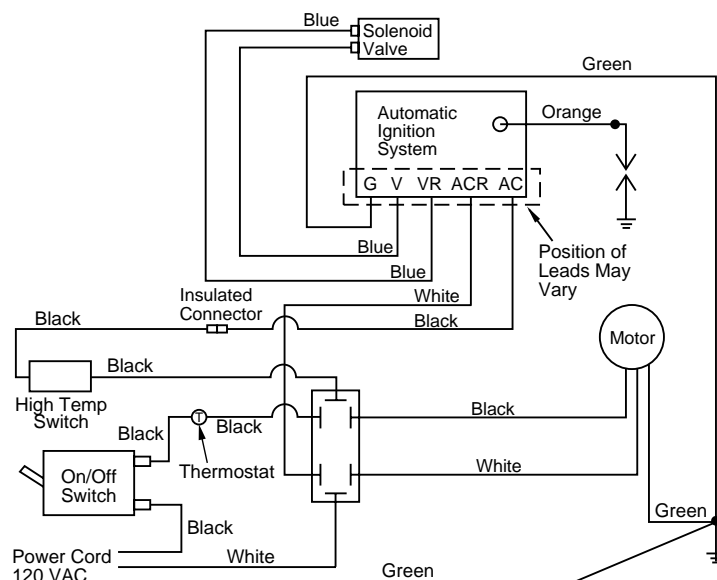 Blue
Solenoid
Valve
Green
Automatic
Ignition
System
Orange
G V VR ACR AC
Blue
Blue
Position of
Leads May
Vary
White
Insulated
Connector
Black
Black
Motor
Black
High Temp
Switch
Black
Black
Black
T
Thermostat
White
On/Off
Switch
Black
Green
Power Cord
120 VAC
White
Green